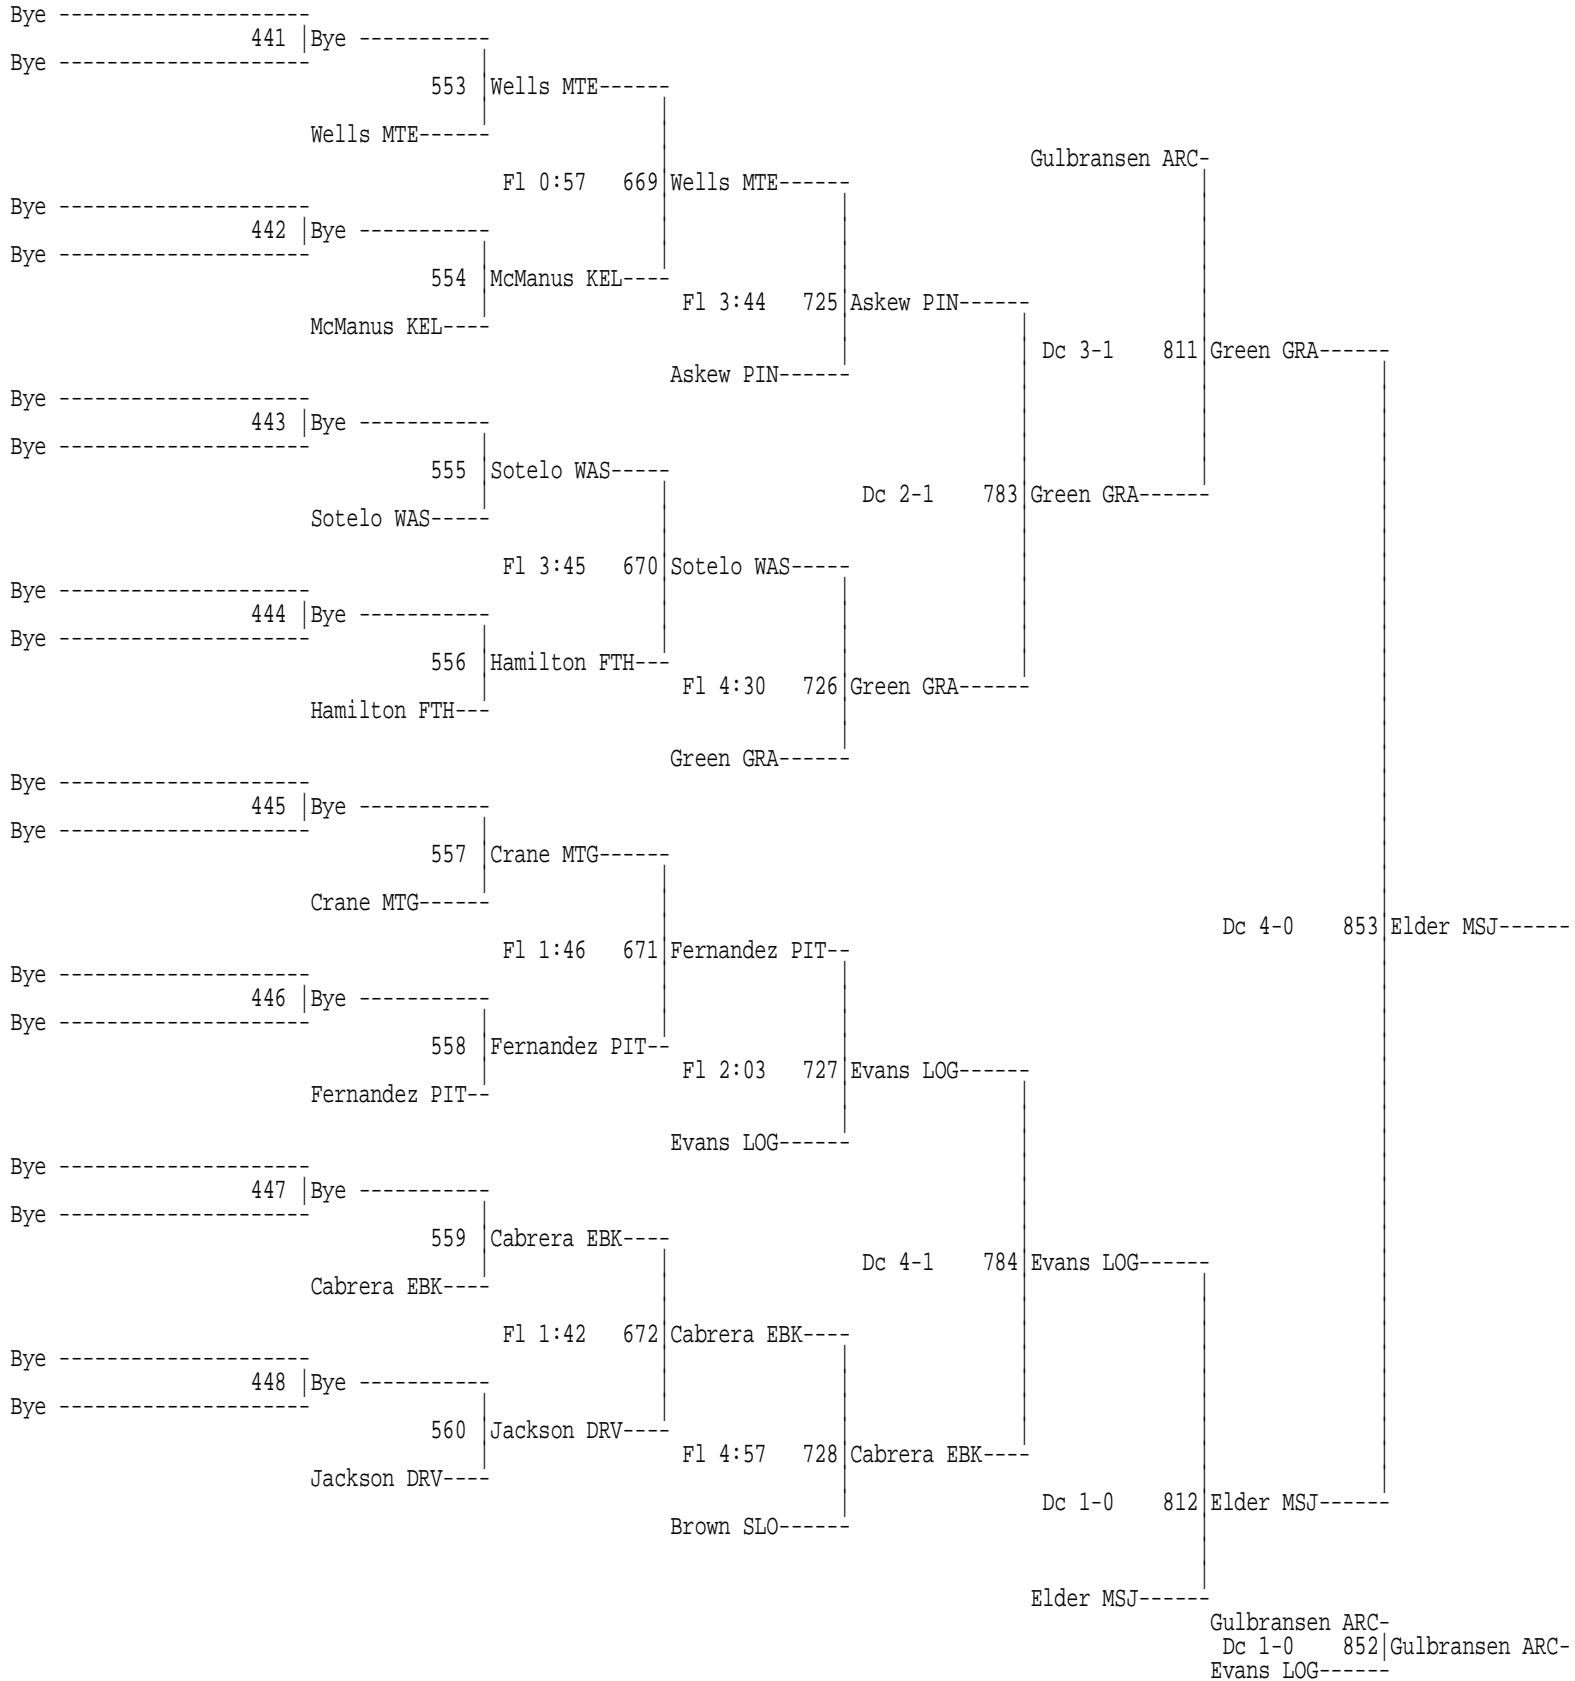 Bye ---------------------
441 |Bye -----------
Bye ---------------------
553 |Wells MTE------
Wells MTE------
Gulbransen ARC-
Fl 0:57 669|Wells MTE------
Bye ---------------------
442 |Bye -----------
Bye ---------------------
554 |McManus KEL----
Fl 3:44 725|Askew PIN------
McManus KEL----
Dc 3-1 811|Green GRA------
Askew PIN------
Bye ---------------------
443 |Bye -----------
Bye ---------------------
555 |Sotelo WAS-----
Dc 2-1 783|Green GRA------
Sotelo WAS-----
Fl 3:45 670|Sotelo WAS-----
Bye ---------------------
444 |Bye -----------
Bye ---------------------
556 |Hamilton FTH---
Fl 4:30 726|Green GRA------
Hamilton FTH---
Green GRA------
Bye ---------------------
445 |Bye -----------
Bye ---------------------
557 |Crane MTG------
Crane MTG------
Dc 4-0 853|Elder MSJ------
Fl 1:46 671|Fernandez PIT--
Bye ---------------------
446 |Bye -----------
Bye ---------------------
558 |Fernandez PIT--
Fl 2:03 727|Evans LOG------
Fernandez PIT--
Evans LOG------
Bye ---------------------
447 |Bye -----------
Bye ---------------------
559 |Cabrera EBK----
Dc 4-1 784|Evans LOG------
Cabrera EBK----
Fl 1:42 672|Cabrera EBK----
Bye ---------------------
448 |Bye -----------
Bye ---------------------
560 |Jackson DRV----
Fl 4:57 728|Cabrera EBK----
Jackson DRV----
Dc 1-0 812|Elder MSJ------
Brown SLO------
Elder MSJ------
Gulbransen ARC-
Dc 1-0 852|Gulbransen ARC-
Evans LOG------